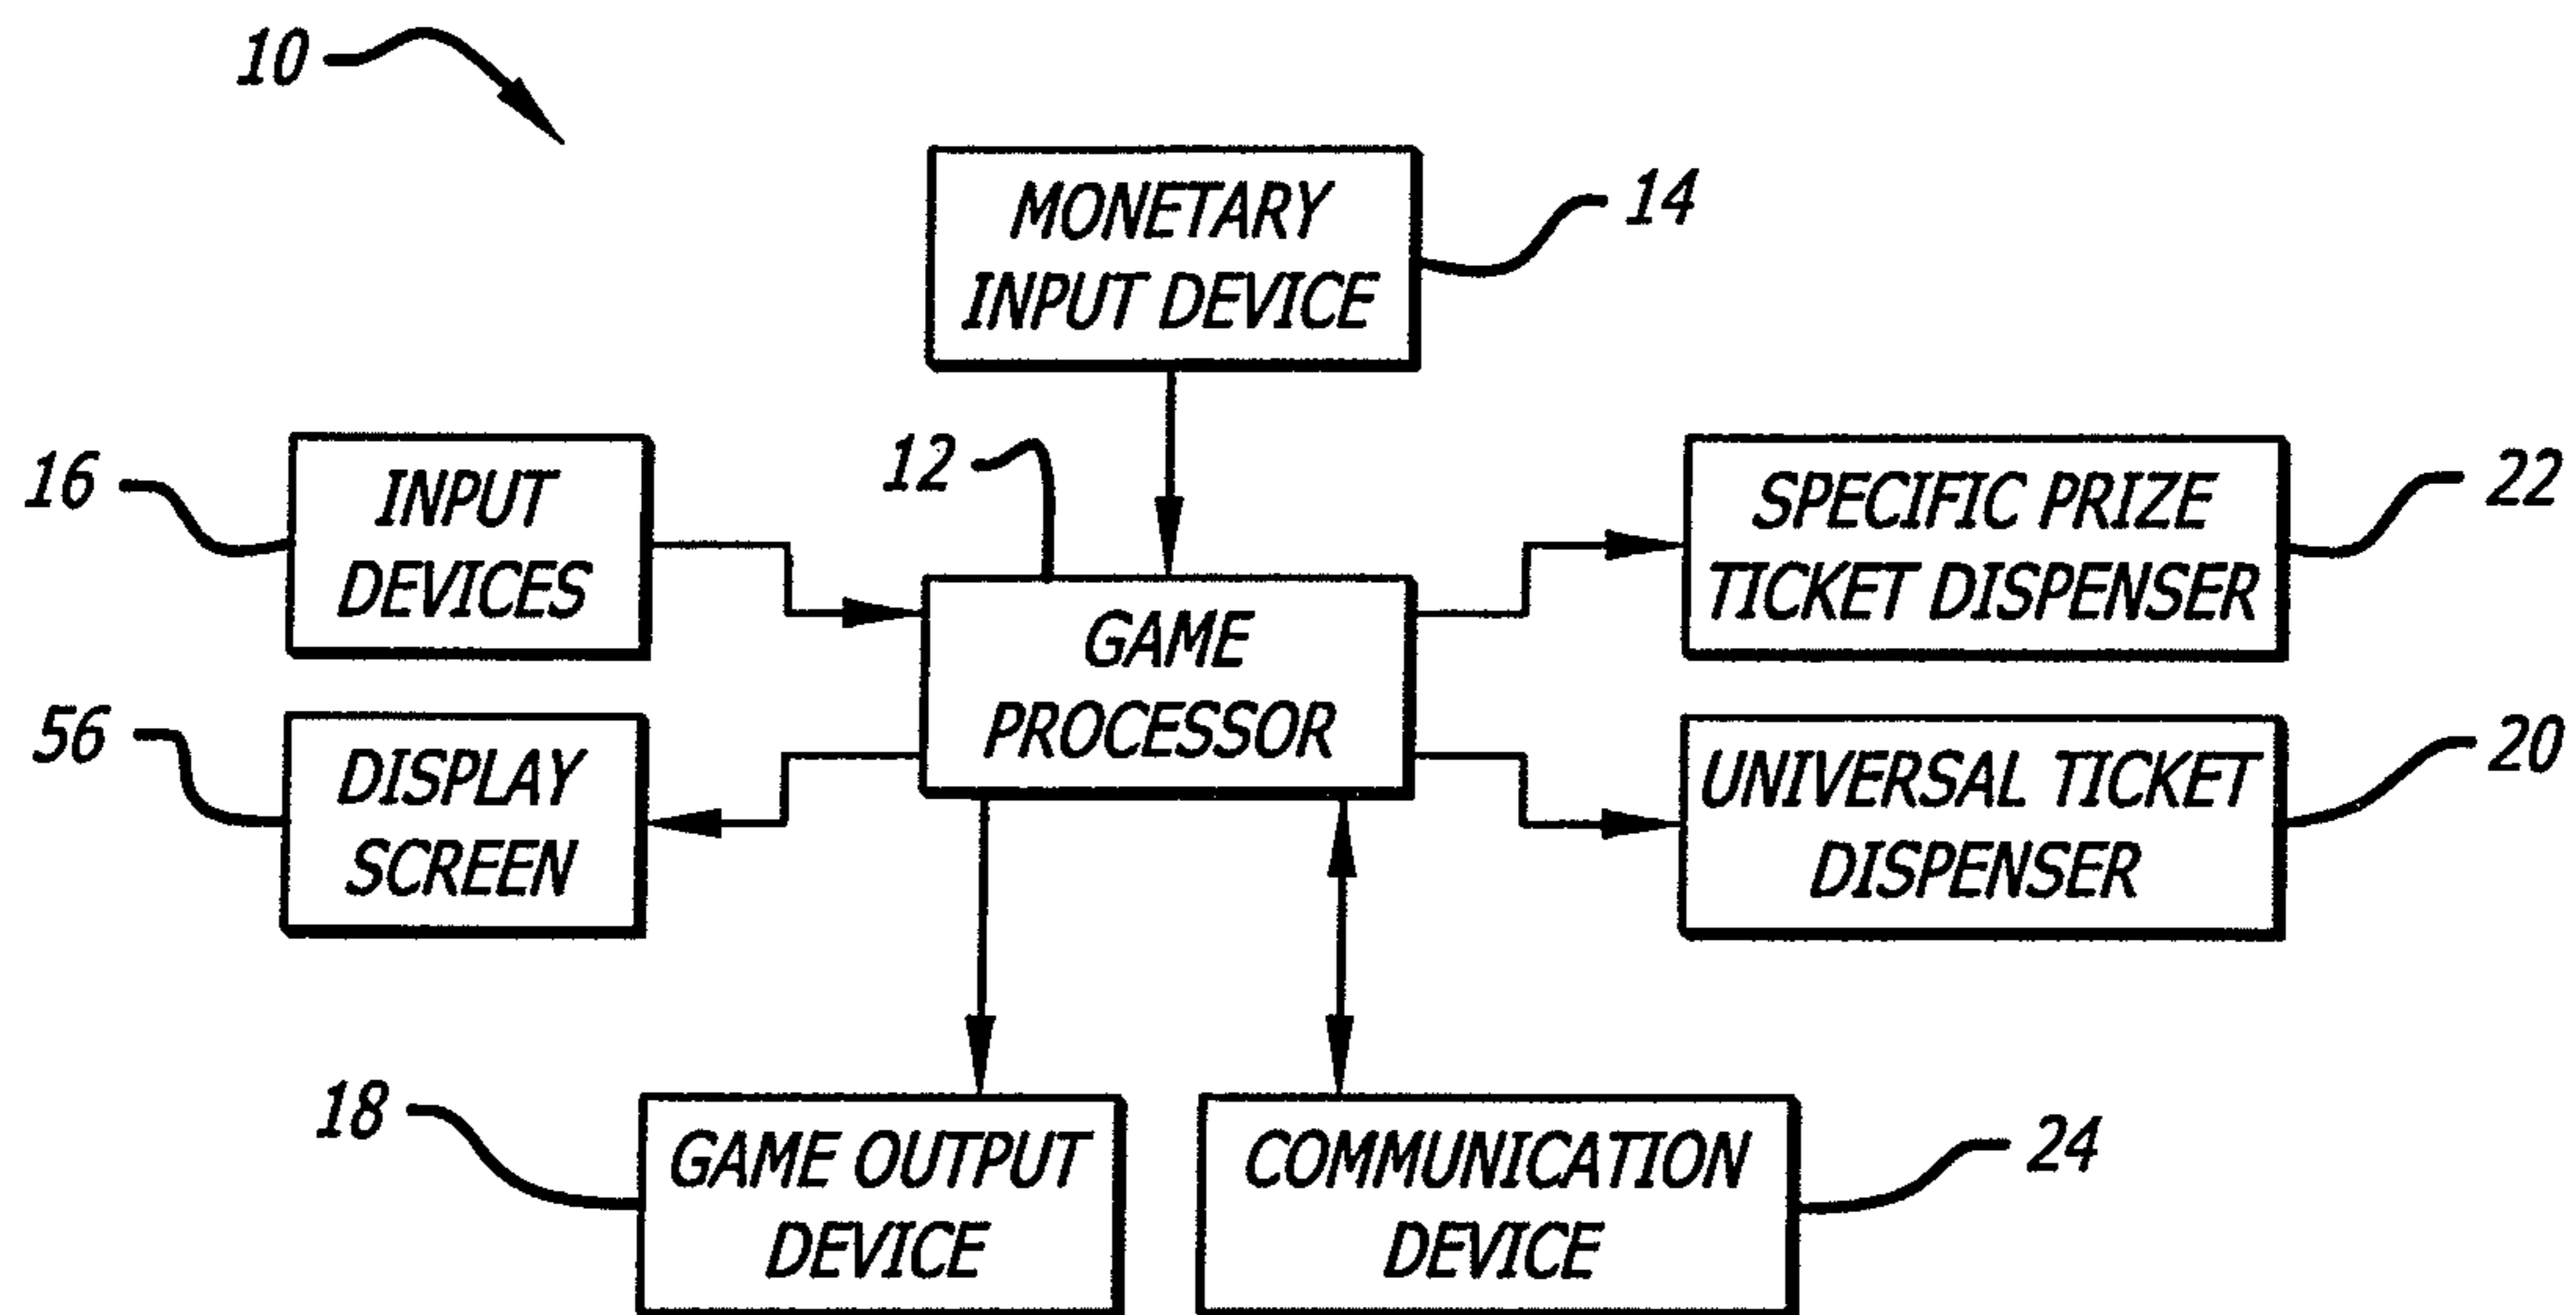 10
MONETARY
INPUT DEVICE
14
16
INPUT
DEVICES
12
GAME
PROCESSOR
SPECIFIC PRIZE
TICKET DISPENSER
22
56
DISPLAY
SCREEN
UNIVERSAL TICKET
DISPENSER
20
18
GAME OUTPUT
DEVICE
COMMUNICATION
DEVICE
24